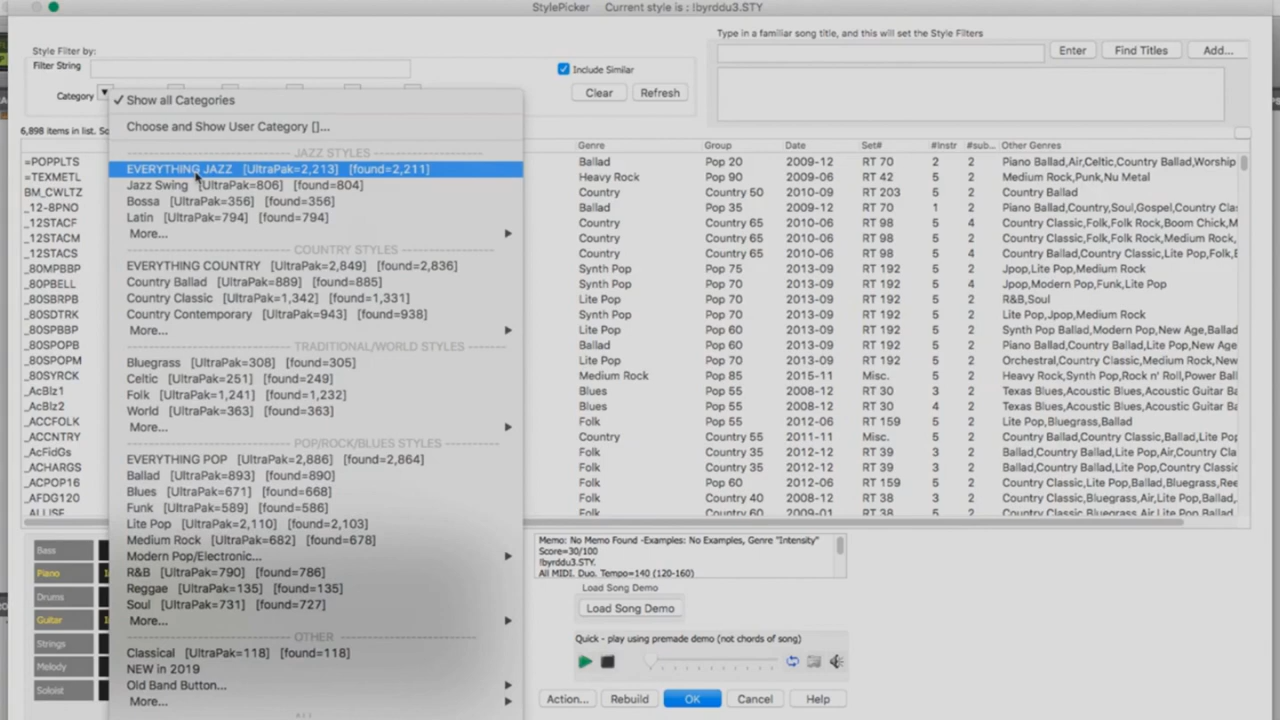 StylePicker Current style is : !byrddu3.STY
Style Filter by:
Filter String
Include Similar
Category
Clear Refresh
Type in a familiar song title, and this will set the Style Filters
Enter Find Titles Add...
6,898 items in list.
✓ Show all Categories
Choose and Show User Category []...
JAZZ STYLES
EVERYTHING JAZZ [UltraPak=2,213] [found=2,211]
Jazz Swing [UltraPak=806] [found=804]
Bossa [UltraPak=356] [found=356]
Latin [UltraPak=794] [found=794]
More...
COUNTRY STYLES
EVERYTHING COUNTRY [UltraPak=2,849] [found=2,836]
Country Ballad [UltraPak=889] [found=885]
Country Classic [UltraPak=1,342] [found=1,331]
Country Contemporary [UltraPak=943] [found=938]
More...
TRADITIONAL/WORLD STYLES
Bluegrass [UltraPak=308] [found=305]
Celtic [UltraPak=251] [found=249]
Folk [UltraPak=1,241] [found=1,232]
World [UltraPak=363] [found=363]
More...
POP/ROCK/BLUES STYLES
EVERYTHING POP [UltraPak=2,886] [found=2,864]
Ballad [UltraPak=893] [found=890]
Blues [UltraPak=671] [found=668]
Funk [UltraPak=589] [found=586]
Lite Pop [UltraPak=2,110] [found=2,103]
Medium Rock [UltraPak=682] [found=678]
Modern Pop/Electronic...
R&B [UltraPak=790] [found=786]
Reggae [UltraPak=135] [found=135]
Soul [UltraPak=731] [found=727]
More...
OTHER
Classical [UltraPak=118] [found=118]
NEW in 2019
Old Band Button...
More...
Genre Group Date Set# #Instr #sub... Other Genres
=POPPLTS Ballad Pop 20 2009-12 RT 70 2 2 Piano Ballad,Air,Celtic,Country Ballad,Worship
=TEXMETL Heavy Rock Pop 90 2009-06 RT 42 5 2 Medium Rock,Punk,Nu Metal
BM_CWLTZ Country Country 50 2010-12 RT 203 5 2 Country Ballad
_12-8PNO Ballad Pop 35 2009-12 RT 70 1 2 Piano Ballad,Country,Soul,Gospel,Country Cla
_12STACF Country Country 65 2010-06 RT 98 5 4 Country Classic,Folk,Folk Rock,Boom Chick,M
_12STACM Country Country 65 2010-06 RT 98 5 2 Country Classic,Folk Rock,Medium Rock,
_12STACS Country Country 65 2010-06 RT 98 5 4 Country Classic,Folk Rock,Country Ballad,Folk,B
_80MPBBP Synth Pop Pop 75 2013-09 RT 192 5 2 Jpop,Lite Pop,Medium Rock
_80PBELL Synth Pop Pop 70 2013-09 RT 192 5 4 Jpop,Modern Pop,Funk,Lite Pop
_80SBRPB Lite Pop Pop 70 2013-09 RT 192 5 2 R&B,Soul
_80SDTRK Synth Pop Pop 70 2013-09 RT 192 5 2 Lite Pop,Jpop,Medium Rock
_80SPBBP Lite Pop Pop 60 2013-09 RT 192 5 2 Synth Pop Ballad,Modern Pop,New Age,Ballad
_80SPOPB Ballad Pop 60 2013-09 RT 192 5 2 Lite Pop,Synth Pop Ballad,Country Ballad,New
_80SPOPM Lite Pop Pop 70 2013-09 RT 192 5 2 Orchestral,Country Classic,Medium Rock,New
_80SYRCK Medium Rock Pop 85 2015-11 Misc. 5 2 Heavy Rock,Synth Pop,Rock n' Roll,Power Ball
_AcBlz1 Blues Pop 55 2008-12 RT 30 3 2 Texas Blues,Acoustic Blues,Acoustic Guitar B
_AcBlz2 Blues Pop 55 2008-12 RT 30 4 2 Texas Blues,Acoustic Blues,Acoustic Guitar B
_ACCFOLK Folk Pop 55 2012-06 RT 159 5 2 Lite Pop,Bluegrass,Ballad
_ACCNTRY Country Country 55 2011-11 Misc. 5 2 Country Ballad,Country Classic,Ballad,Lite Pop
_AcFidGs Folk Country 35 2012-12 RT 39 3 2 Country Ballad,Country Classic,Lite Pop,Air,Ce
_ACHARGS Folk Country 35 2012-12 RT 39 3 2 Ballad,Country Ballad,Lite Pop,Country Classic
_ACPOP16 Folk Pop 60 2012-06 RT 159 5 2 Country Classic,Lite Pop,Ballad,Bluegrass,Ree
_AFDG120 Folk Country 40 2008-12 RT 38 3 2 Country Classic,Bluegrass,Air,Lite Pop,Ballad
Folk Country 60 2009-01 RT 38 5 2
Bass
Piano
Drums
Guitar
Strings
Melody
Soloist
Memo: No Memo Found -Examples: No Examples, Genre "Intensity"
Score=30/100
!byrddu3.STY.
All MIDI. Duo. Tempo=140 (120-160)
Load Song Demo
Load Song Demo
Quick - play using premade demo (not chords of song)
Action... Rebuild OK Cancel Help